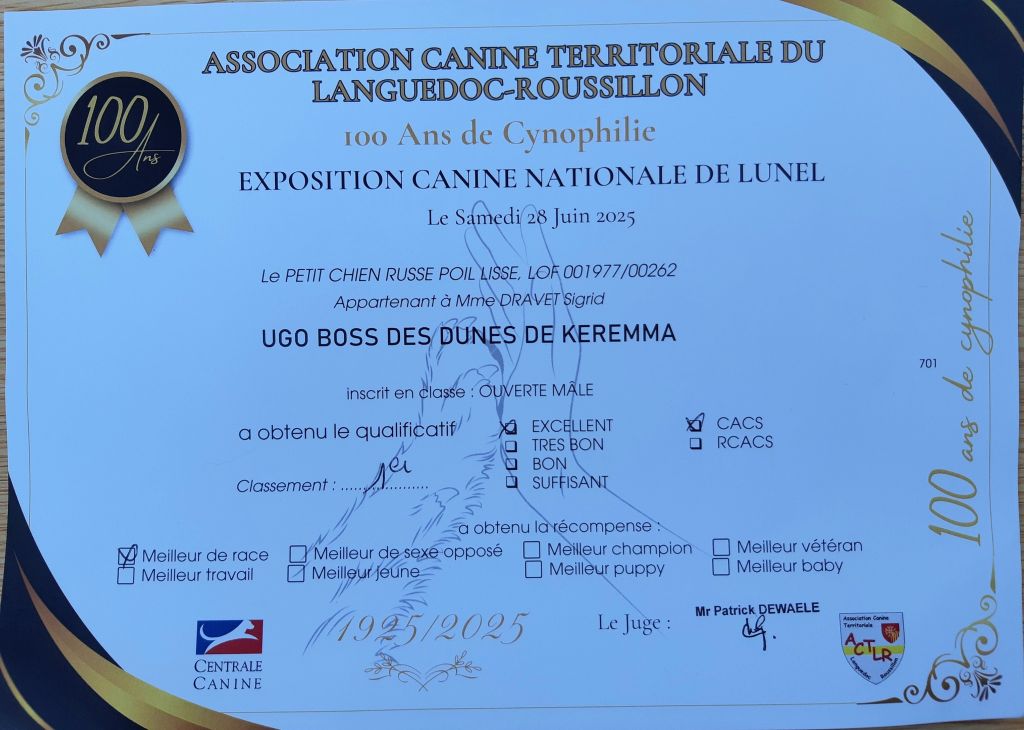 ASSOCIATION CANINE TERRITORIALE DU
LANGUEDOC-ROUSSILLON
100 Ans
100 Ans de Cynophilie
EXPOSITION CANINE NATIONALE DE LUNEL
Le Samedi 28 Juin 2025
Le PETIT CHIEN RUSSE POIL LISSE, LOF 001977/00262
Appartenant à Mme DRAVET Sigrid
UGO BOSS DES DUNES DE KEREMMA
701
inscrit en classe : OUVERTE MÂLE
a obtenu le qualificatif
EXCELLENT
TRES BON
BON
SUFFISANT
CACS
RCACS
Classement : 1er
a obtenu la récompense :
Meilleur de race
Meilleur de sexe opposé
Meilleur champion
Meilleur vétéran
Meilleur travail
Meilleur jeune
Meilleur puppy
Meilleur baby
1925/2025
Le Juge :
Mr Patrick DEWAELE
CENTRALE
CANINE
Association Canine
Territoriale
ACTLR
Languedoc Roussillon
100 ans de cynophilie